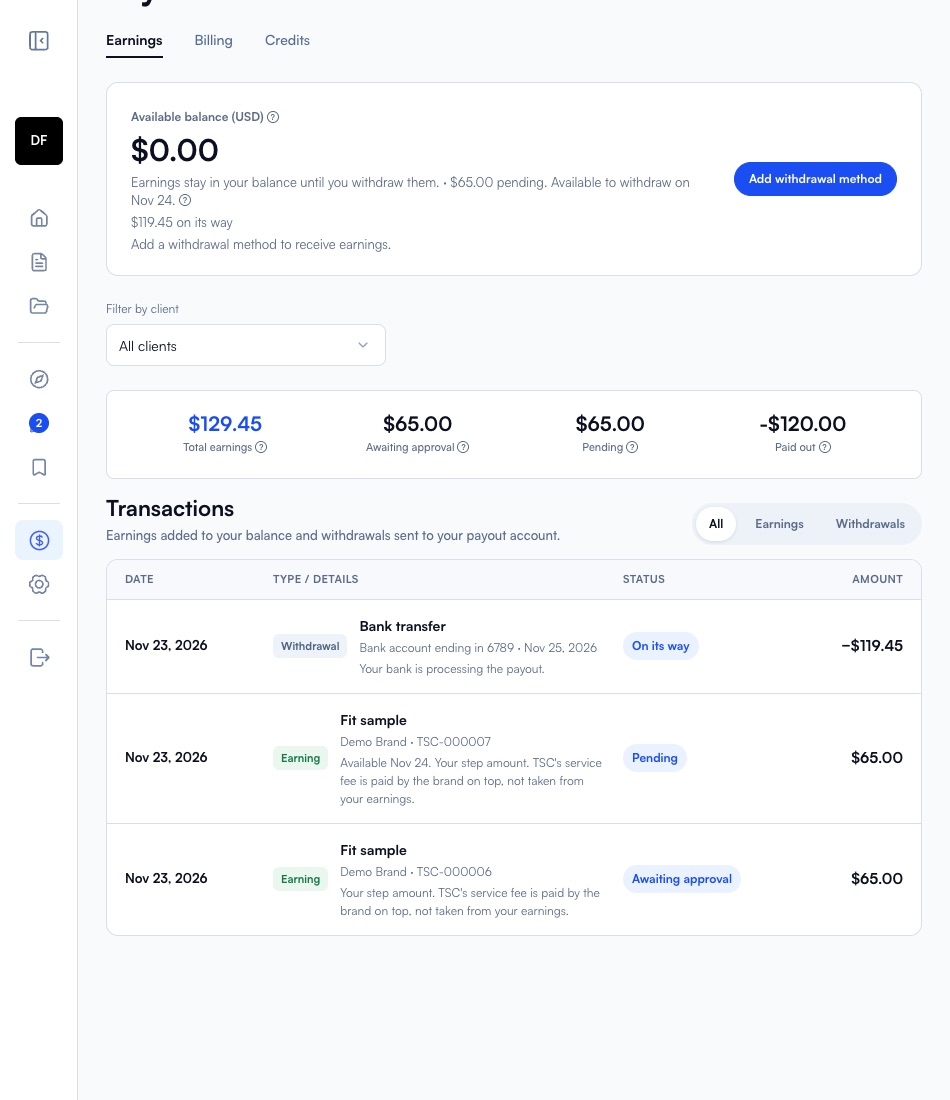 Earnings
Billing
Credits
DF
Available balance (USD)
$0.00
Earnings stay in your balance until you withdraw them. · $65.00 pending. Available to withdraw on
Nov 24.
$119.45 on its way
Add a withdrawal method to receive earnings.
Add withdrawal method
Filter by client
All clients
2
$129.45
Total earnings
$65.00
Awaiting approval
$65.00
Pending
-$120.00
Paid out
Transactions
Earnings added to your balance and withdrawals sent to your payout account.
All
Earnings
Withdrawals
DATE
TYPE / DETAILS
STATUS
AMOUNT
Nov 23, 2026
Withdrawal
Bank transfer
Bank account ending in 6789 · Nov 25, 2026
Your bank is processing the payout.
On its way
−$119.45
Nov 23, 2026
Earning
Fit sample
Demo Brand · TSC-000007
Available Nov 24. Your step amount. TSC's service
fee is paid by the brand on top, not taken from
your earnings.
Pending
$65.00
Nov 23, 2026
Earning
Fit sample
Demo Brand · TSC-000006
Your step amount. TSC's service fee is paid by the
brand on top, not taken from your earnings.
Awaiting approval
$65.00